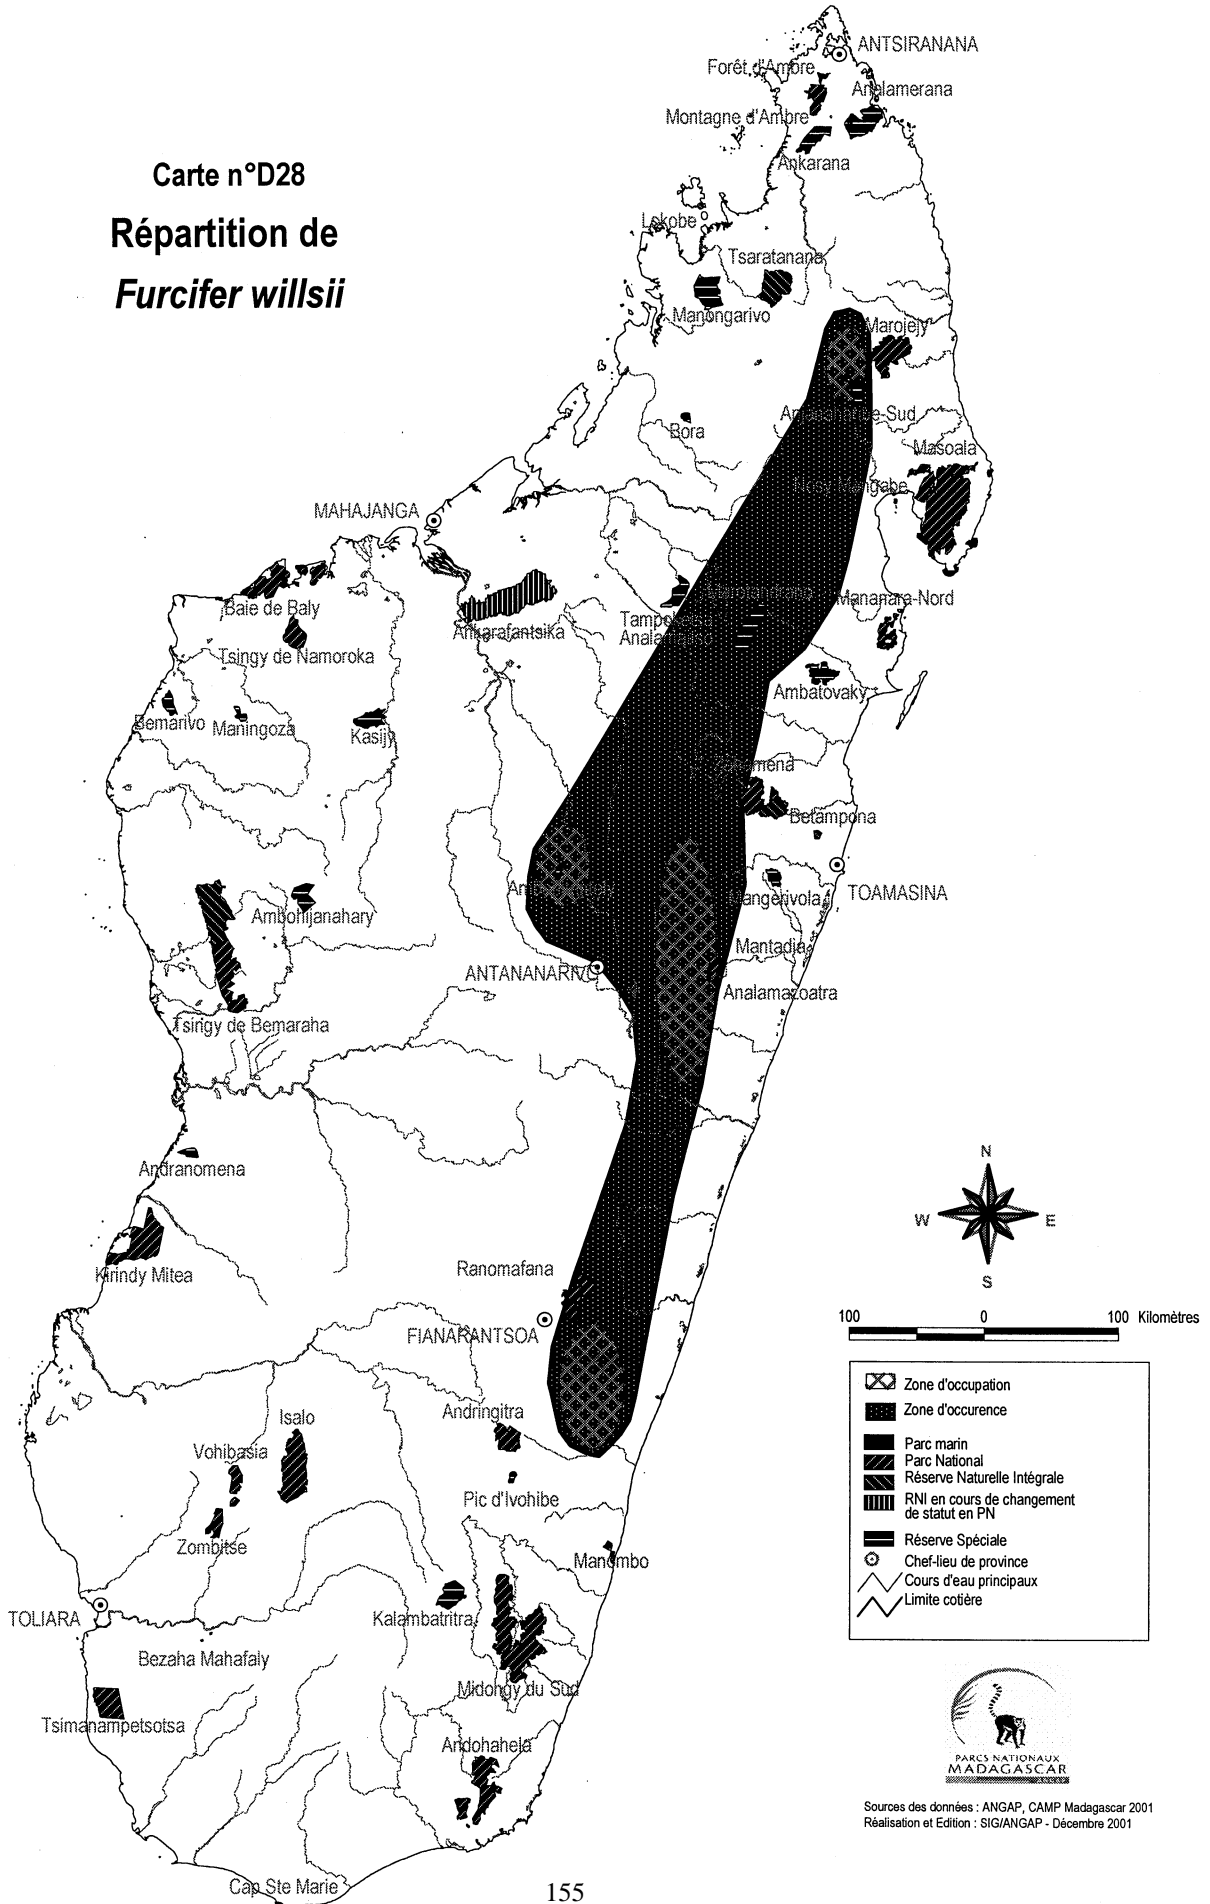 ANTSIRANANA
Forêt d'Ambre
Analamerana
Montagne d'Ambre
Ankarana
Carte n°D28
Répartition de
Furcifer willsii
Lokobe
Tsaratanana
Manongarivo
Marojejy
Bora
Masoala
MAHAJANGA
Baie de Baly
Ankarafantsika
Mananara-Nord
Tsingy de Namoroka
Ambatovaky
Bemarivo
Maningoza
Kasijy
Betampona
TOAMASINA
Ambohijanahary
Mangerivola
Mantadia
ANTANANARIVO
Analamazoatra
Tsingy de Bemaraha
Andranomena
N
W
E
S
Kirindy Mitea
Ranomafana
FIANARANTSOA
100 0 100 Kilomètres
Zone d'occupation
Zone d'occurence
Parc marin
Parc National
Réserve Naturelle Intégrale
RNI en cours de changement
de statut en PN
Réserve Spéciale
Chef-lieu de province
Cours d'eau principaux
Limite cotière
Andringitra
Isalo
Vohibasia
Pic d'Ivohibe
Zombitse
Manombo
TOLIARA
Kalambatritra
Bezaha Mahafaly
Midongy du Sud
Tsimanampetsotsa
Andohahela
PARCS NATIONAUX
MADAGASCAR
Sources des données : ANGAP, CAMP Madagascar 2001
Réalisation et Edition : SIG/ANGAP - Décembre 2001
Cap Ste Marie
155